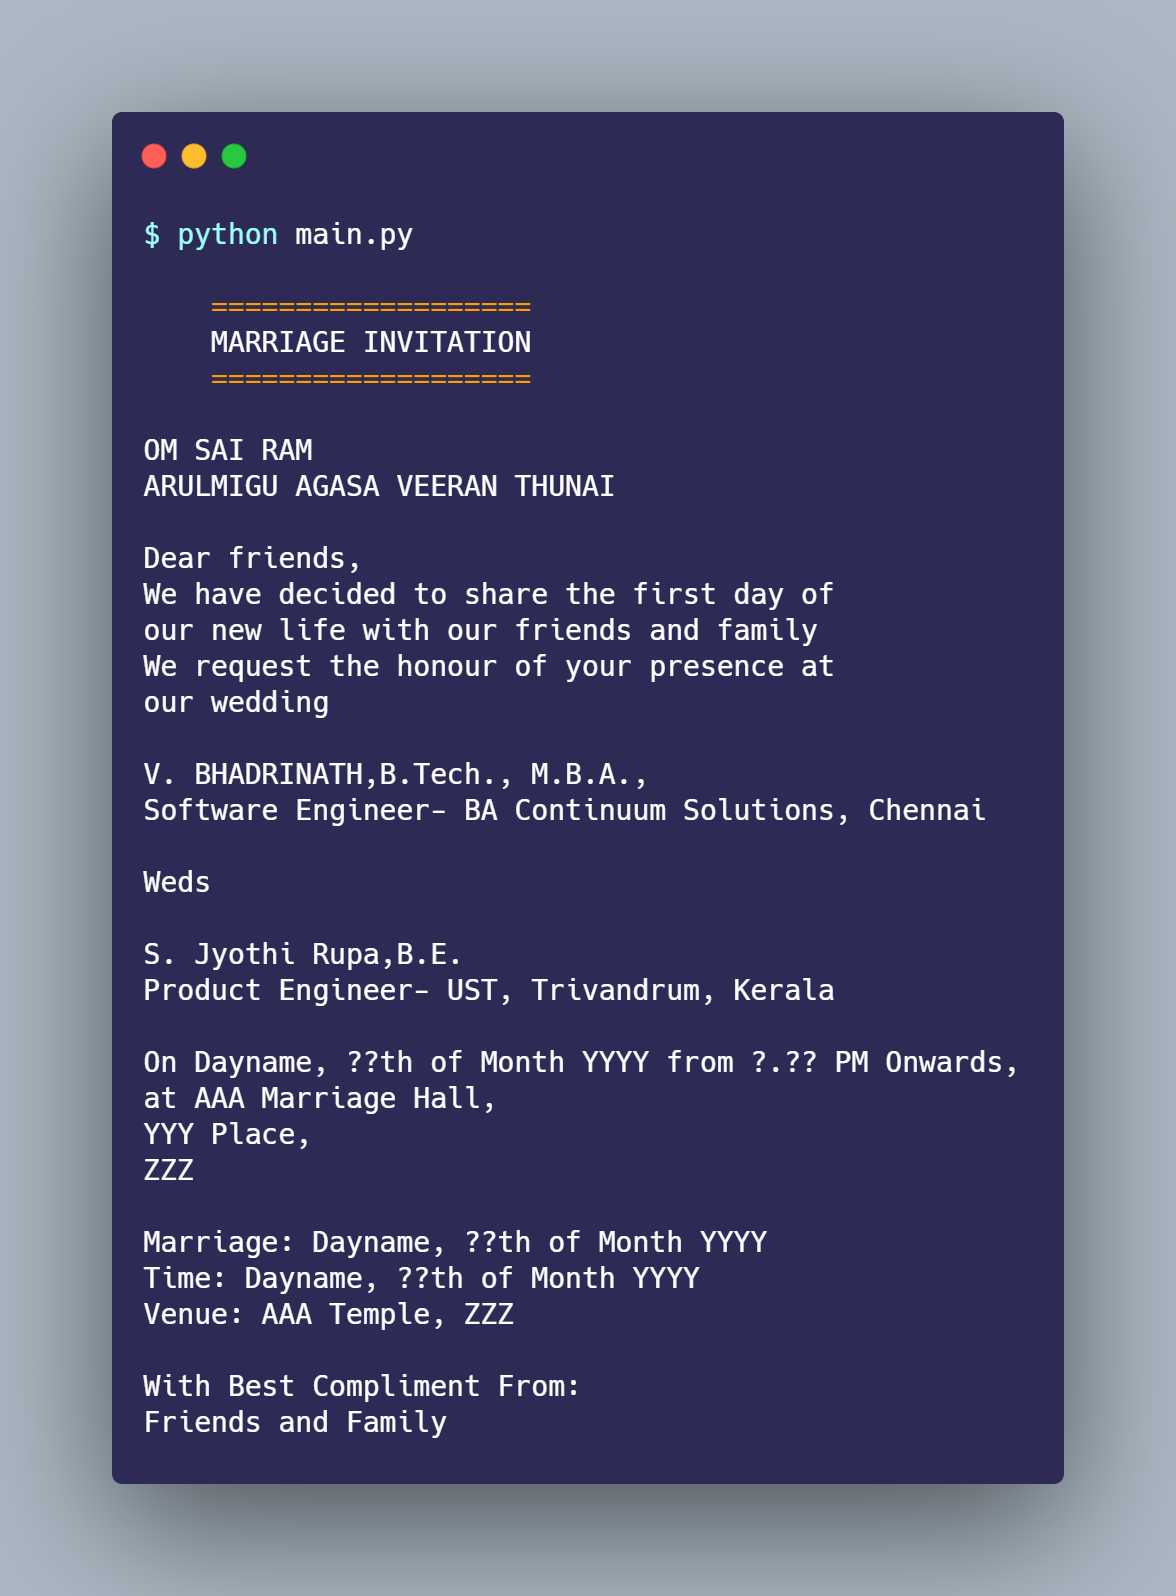 $ python main.py
===================
MARRIAGE INVITATION
===================
OM SAI RAM
ARULMIGU AGASA VEERAN THUNAI
Dear friends,
We have decided to share the first day of
our new life with our friends and family
We request the honour of your presence at
our wedding
V. BHADRINATH,B.Tech., M.B.A.,
Software Engineer- BA Continuum Solutions, Chennai
Weds
S. Jyothi Rupa,B.E.
Product Engineer- UST, Trivandrum, Kerala
On Dayname, ??th of Month YYYY from ?.?? PM Onwards,
at AAA Marriage Hall,
YYY Place,
ZZZ
Marriage: Dayname, ??th of Month YYYY
Time: Dayname, ??th of Month YYYY
Venue: AAA Temple, ZZZ
With Best Compliment From:
Friends and Family